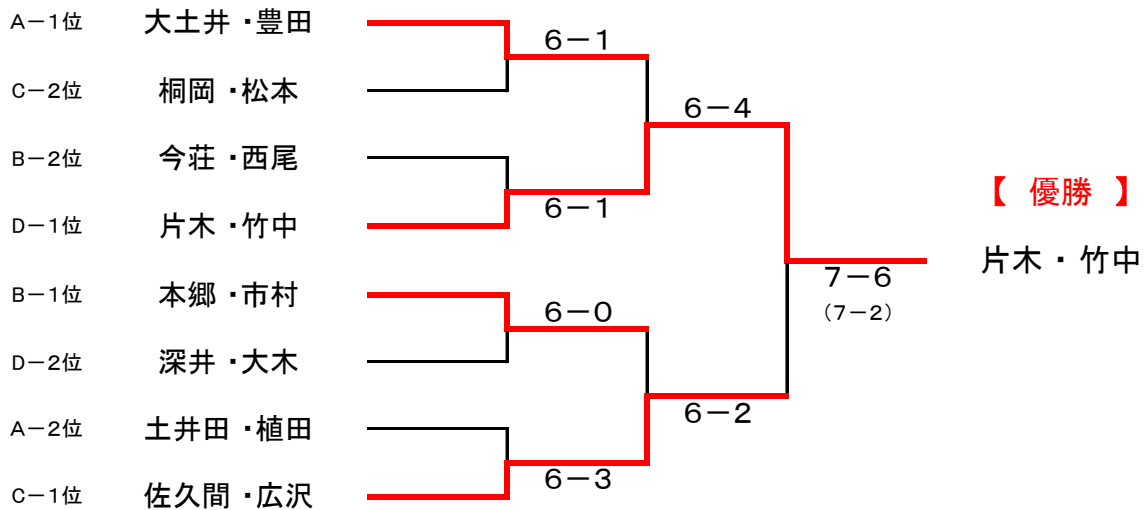 A－1位 大土井・豊田
6－1
C－2位 桐岡・松本
6－4
B－2位 今荘・西尾
【 優勝 】
6－1
D－1位 片木・竹中
片木・竹中
7－6
B－1位 本郷・市村
6－0
（7－2）
D－2位 深井・大木
6－2
A－2位 土井田・植田
6－3
C－1位 佐久間・広沢